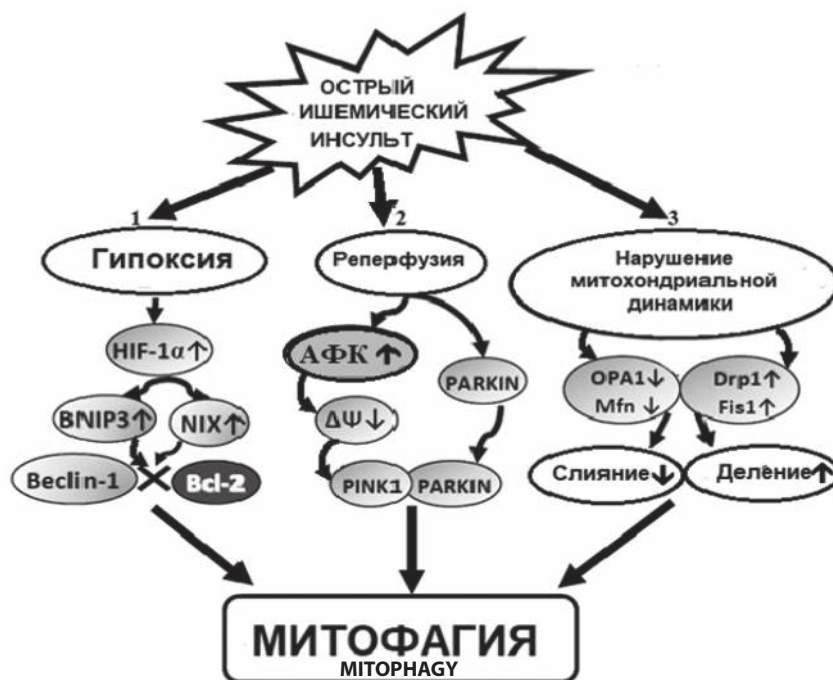 ОСТРЫЙ
ИШЕМИЧЕСКИЙ
ИНСУЛЬТ
1
Гипоксия
HIF-1α↑
BNIP3↑
NIX↑
Beclin-1
Bcl-2
2
Реперфузия
АФК↑
PARKIN
ΔΨ↓
PINK1
PARKIN
3
Нарушение
митохондриальной
динамики
OPA1↓
Mfn↓
Drp1↑
Fis1↑
Слияние↓
Деление↑
МИТОФАГИЯ
MITOPHAGY